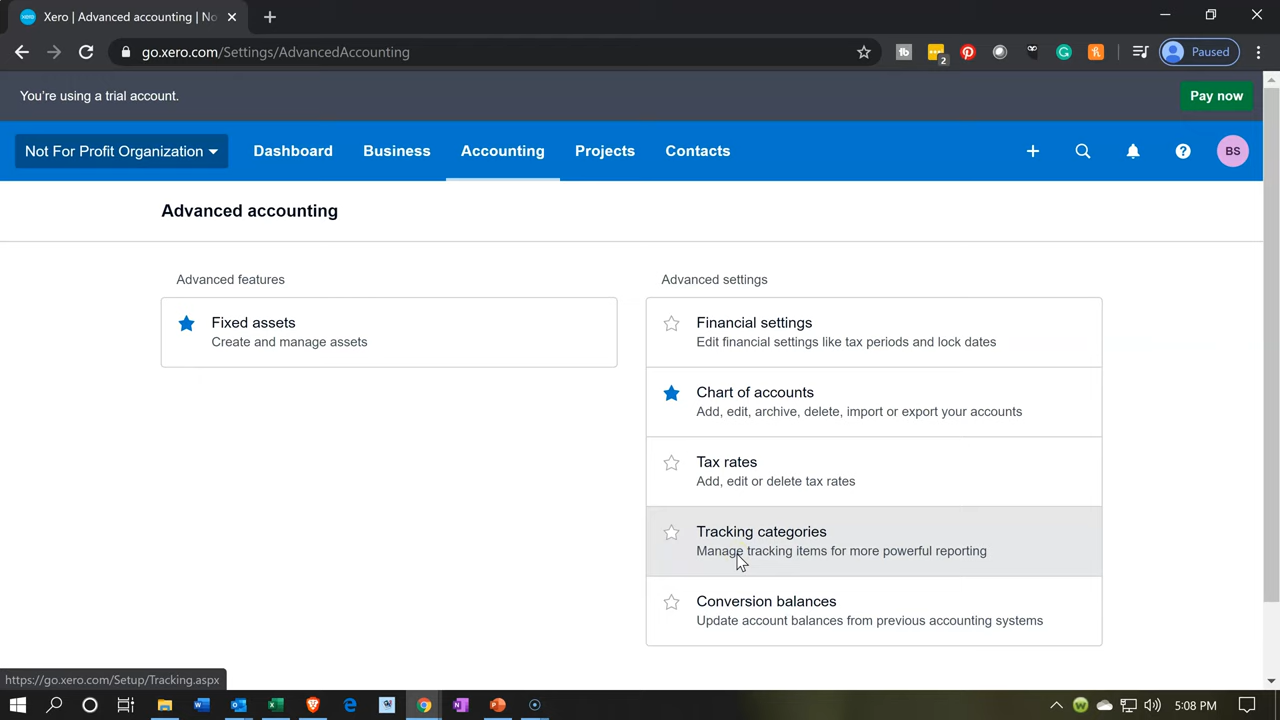 Xero | Advanced accounting | No
go.xero.com/Settings/AdvancedAccounting
2
Paused
You're using a trial account.
Pay now
Not For Profit Organization
Dashboard
Business
Accounting
Projects
Contacts
BS
Advanced accounting
Advanced features
Fixed assets
Create and manage assets
Advanced settings
Financial settings
Edit financial settings like tax periods and lock dates
Chart of accounts
Add, edit, archive, delete, import or export your accounts
Tax rates
Add, edit or delete tax rates
Tracking categories
Manage tracking items for more powerful reporting
Conversion balances
Update account balances from previous accounting systems
https://go.xero.com/Setup/Tracking.aspx
5:08 PM